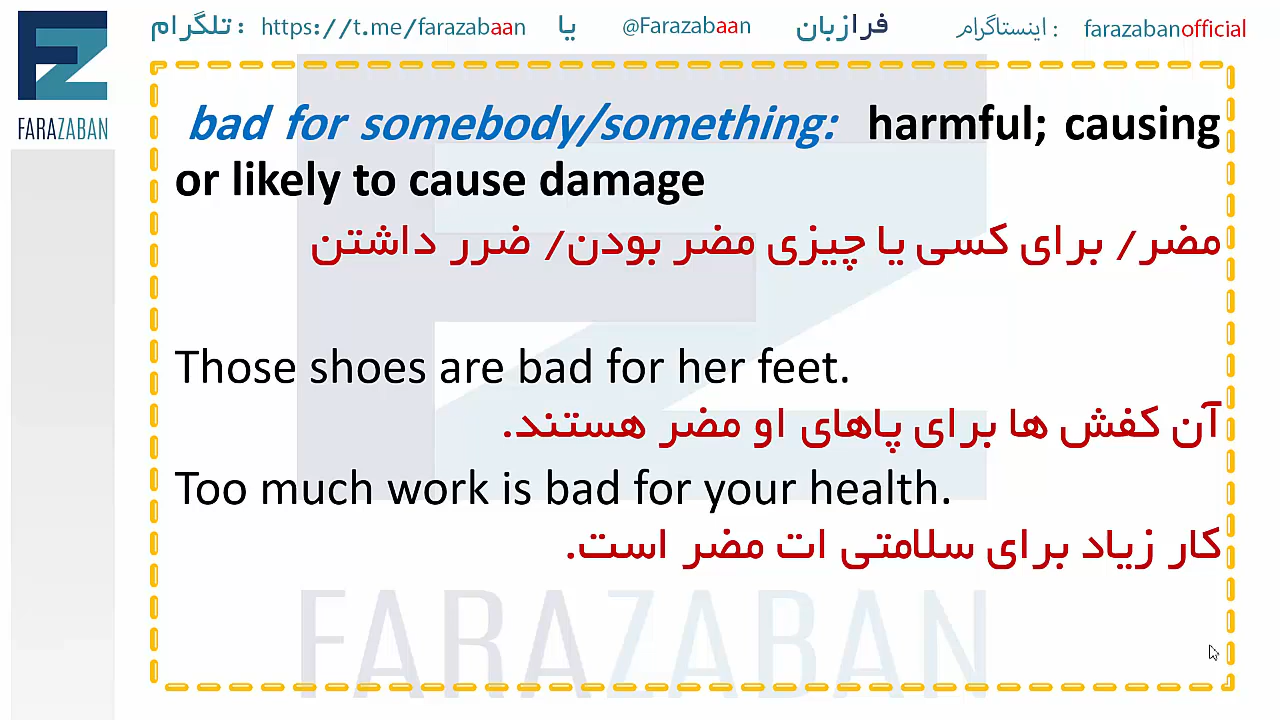 تلگرام : https://t.me/farazabaan یا @Farazabaan فرازبان اینستاگرام : farazabanofficial
FZ
FARAZABAN
bad for somebody/something: harmful; causing
or likely to cause damage
مضر/ برای کسی یا چیزی مضر بودن/ ضرر داشتن
Those shoes are bad for her feet.
آن کفش ها برای پاهای او مضر هستند.
Too much work is bad for your health.
کار زیاد برای سلامتی ات مضر است.
FARAZABAN